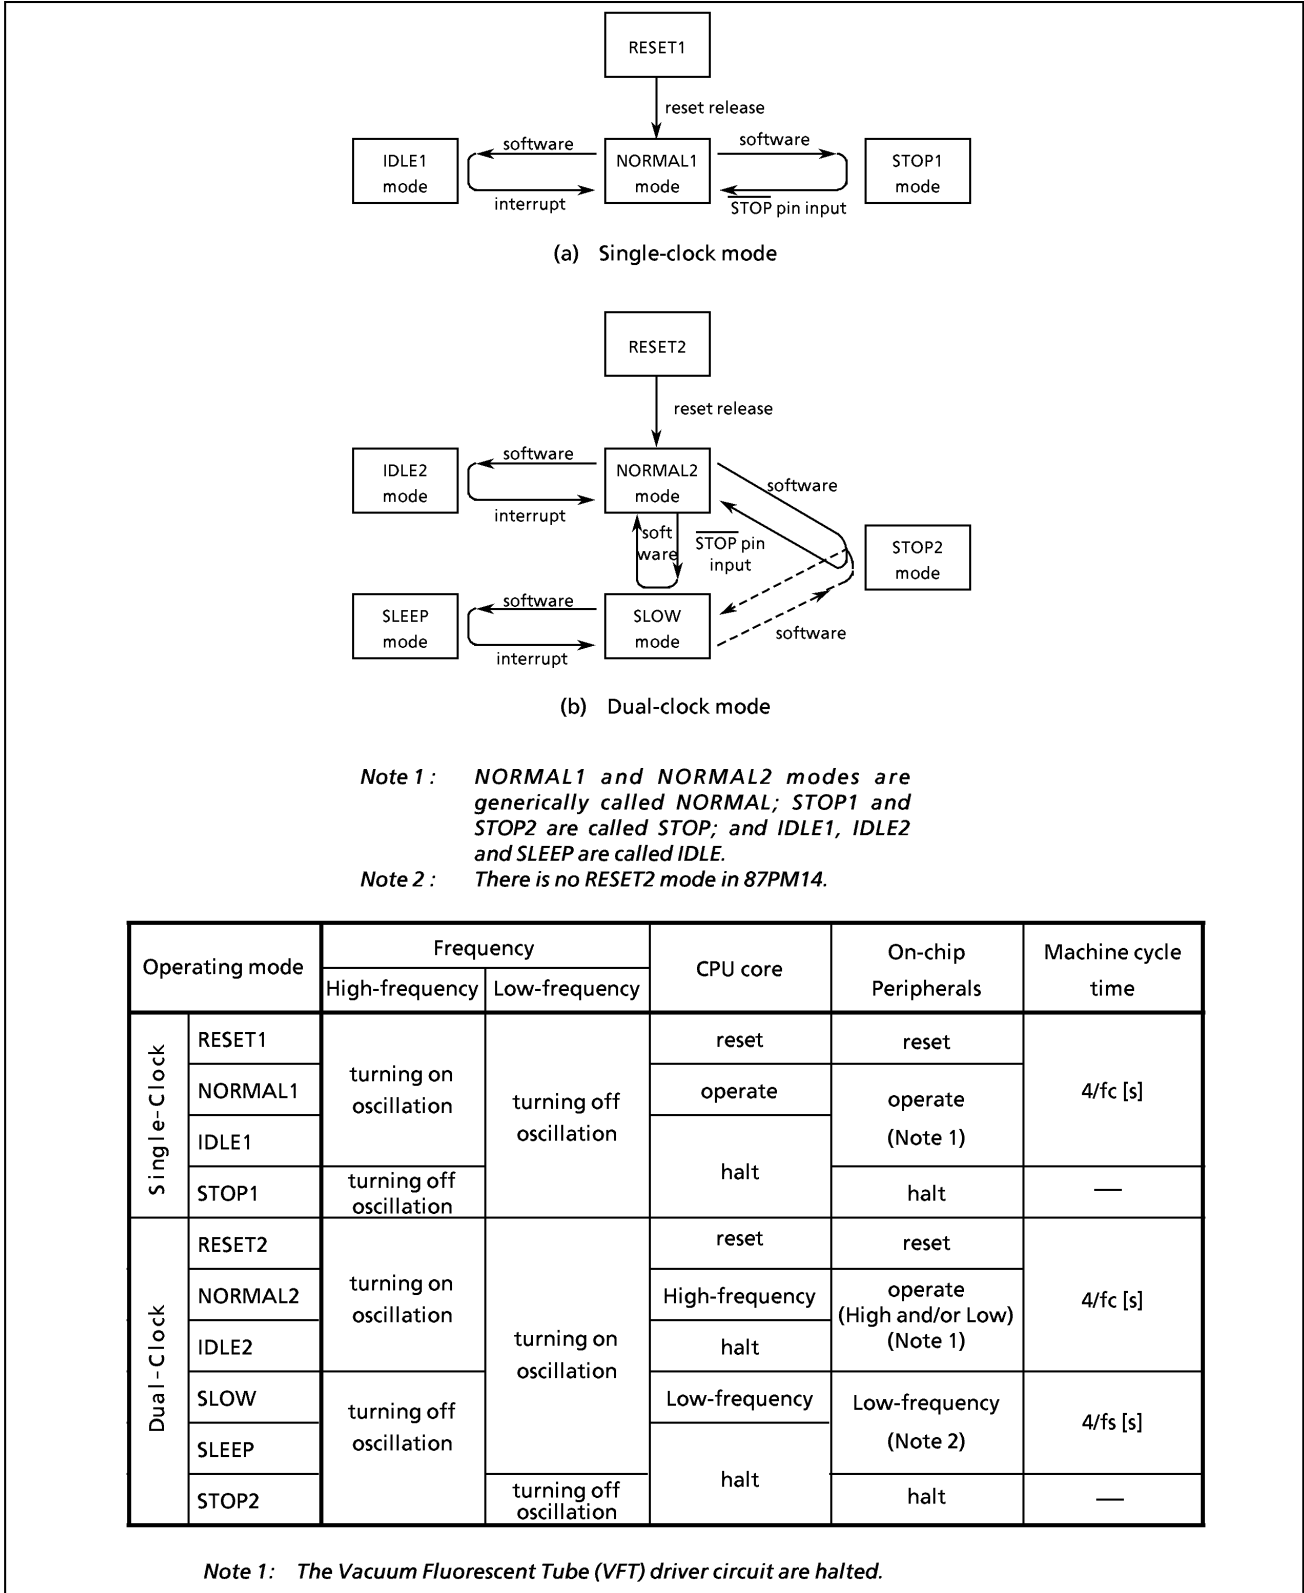 RESET1
reset release
IDLE1
mode
software
interrupt
NORMAL1
mode
software
STOP pin input
STOP1
mode
(a) Single-clock mode
RESET2
reset release
IDLE2
mode
software
interrupt
NORMAL2
mode
software
soft
ware
STOP pin
input
STOP2
mode
SLEEP
mode
software
interrupt
SLOW
mode
software
(b) Dual-clock mode
Note 1 : NORMAL1 and NORMAL2 modes are
generically called NORMAL; STOP1 and
STOP2 are called STOP; and IDLE1, IDLE2
and SLEEP are called IDLE.
Note 2 : There is no RESET2 mode in 87PM14.
Operating mode
Frequency
High-frequency
Low-frequency
CPU core
On-chip
Peripherals
Machine cycle
time
Single-Clock
RESET1
turning on
oscillation
turning off
oscillation
reset
reset
4/fc [s]
NORMAL1
operate
operate
(Note 1)
IDLE1
halt
STOP1
turning off
oscillation
halt
—
Dual-Clock
RESET2
turning on
oscillation
turning on
oscillation
reset
reset
4/fc [s]
NORMAL2
High-frequency
operate
(High and/or Low)
(Note 1)
IDLE2
halt
SLOW
turning off
oscillation
Low-frequency
Low-frequency
(Note 2)
4/fs [s]
SLEEP
halt
STOP2
turning off
oscillation
halt
—
Note 1: The Vacuum Fluorescent Tube (VFT) driver circuit are halted.